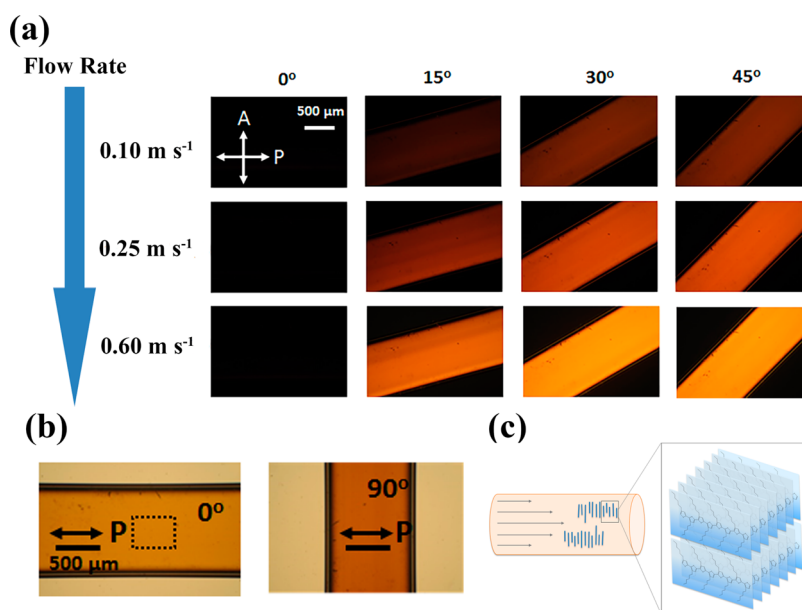 (a)
Flow Rate
0° 15° 30° 45°
0.10 m s⁻¹
A
P
500 µm
0.25 m s⁻¹
0.60 m s⁻¹
(b)
0°
P
500 µm
90°
P
(c)